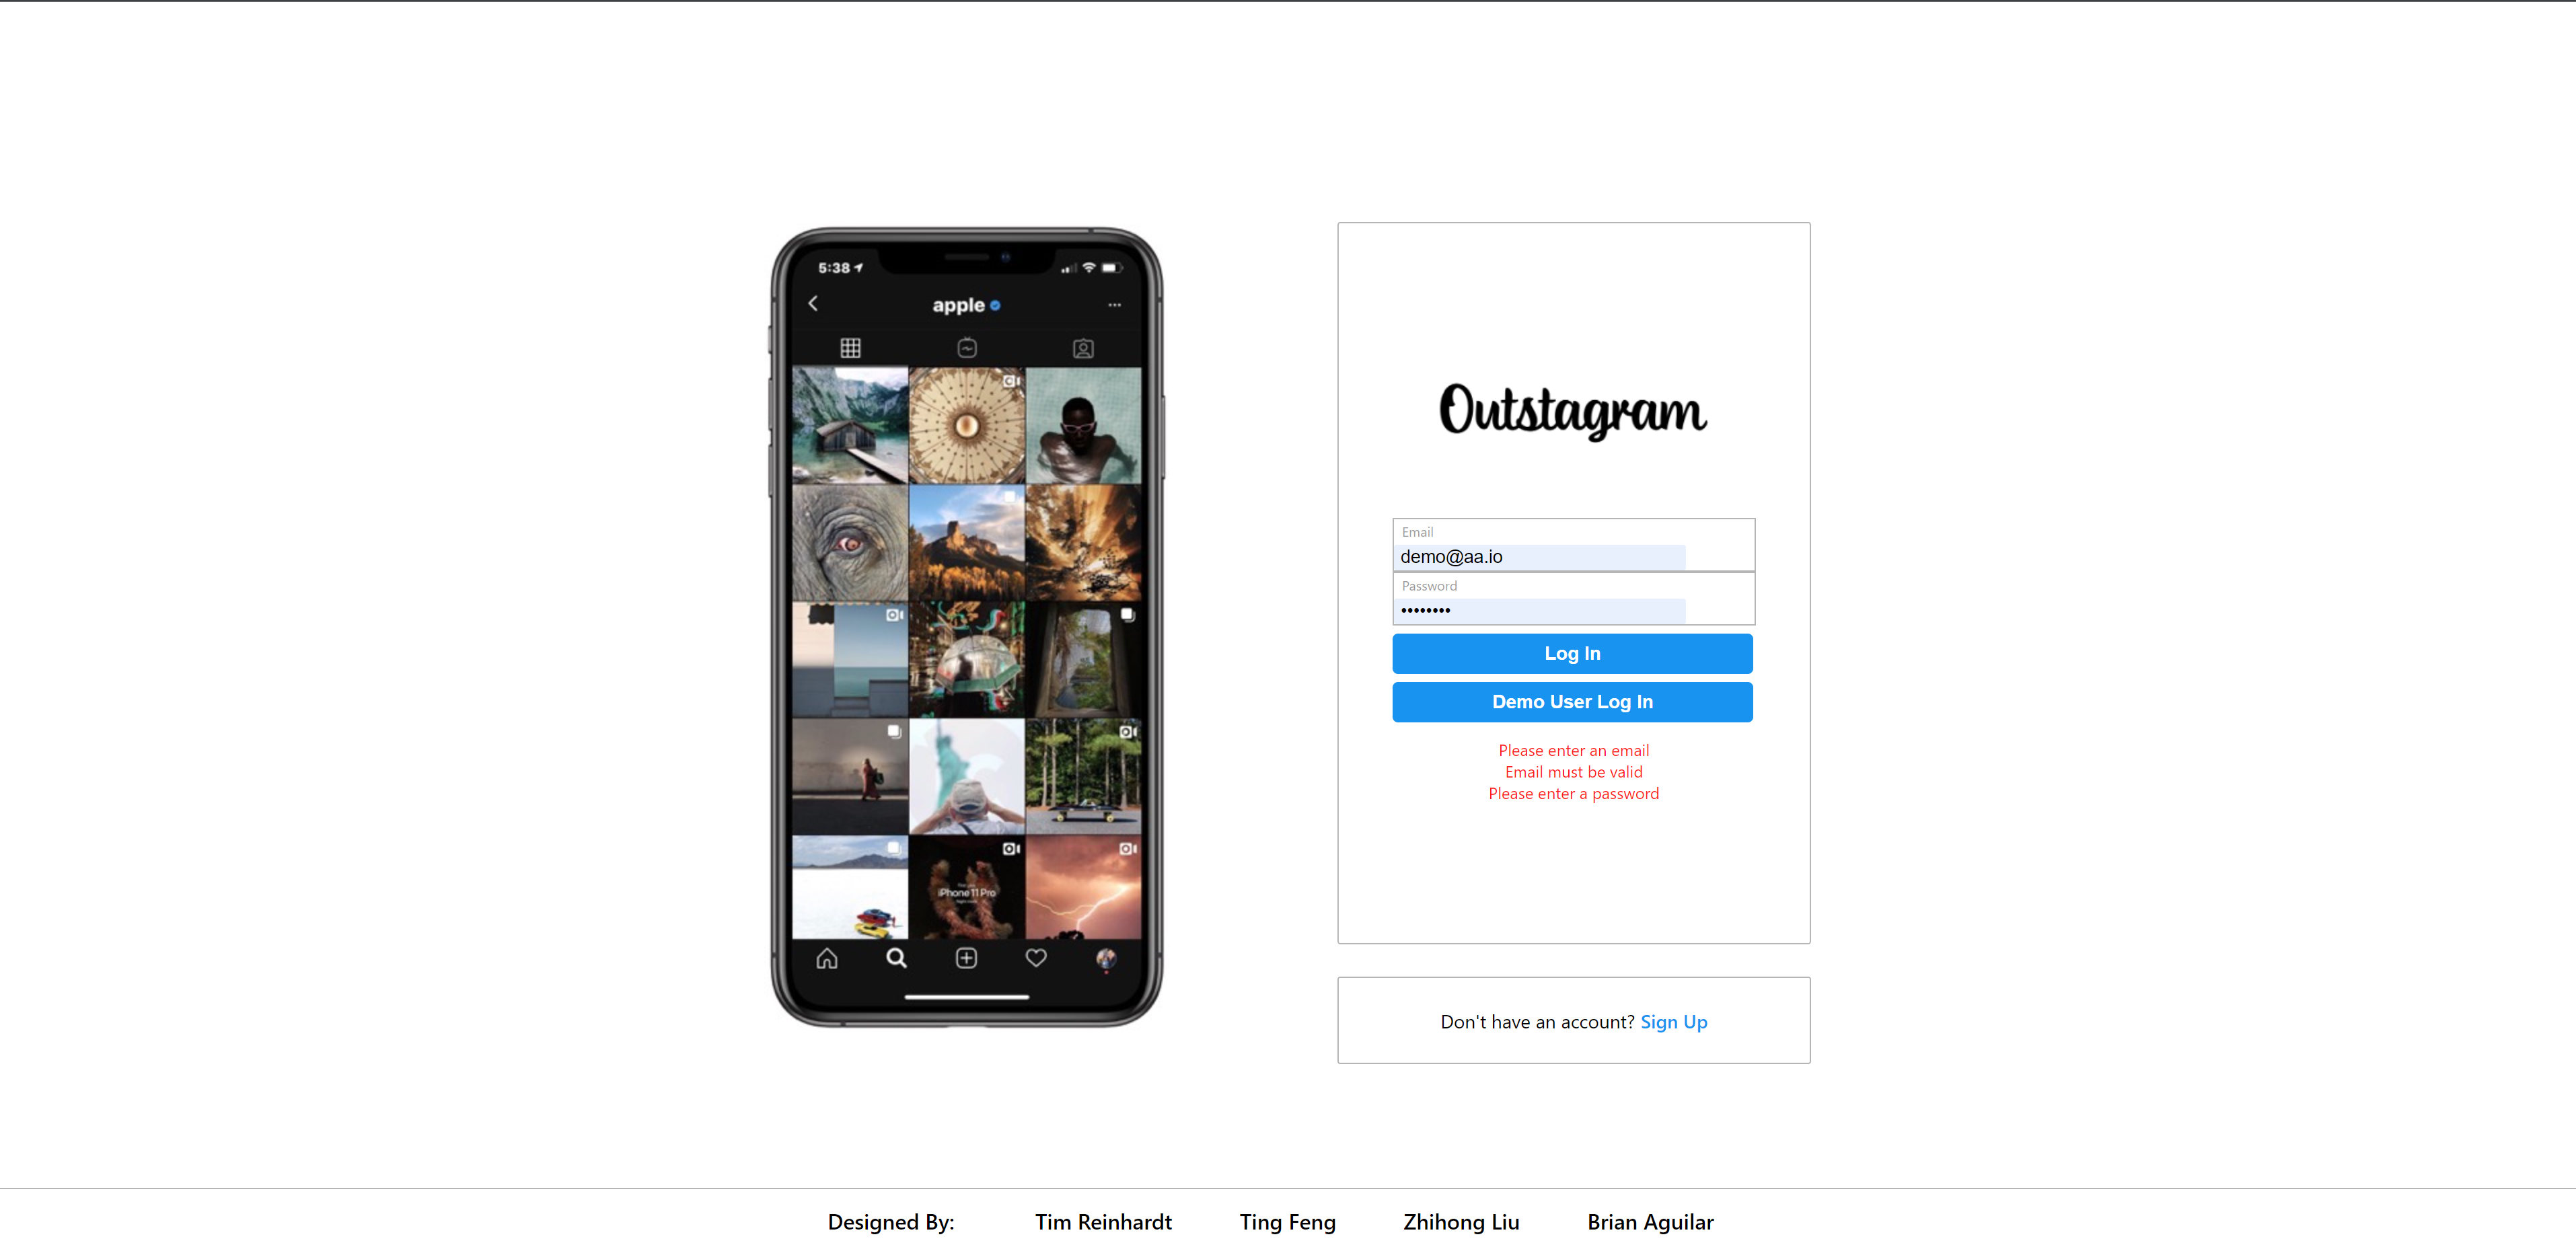 5:38
apple
iPhone 11 Pro
Outstagram
Email
demo@aa.io
Password
••••••••
Log In
Demo User Log In
Please enter an email
Email must be valid
Please enter a password
Don't have an account? Sign Up
Designed By: Tim Reinhardt Ting Feng Zhihong Liu Brian Aguilar